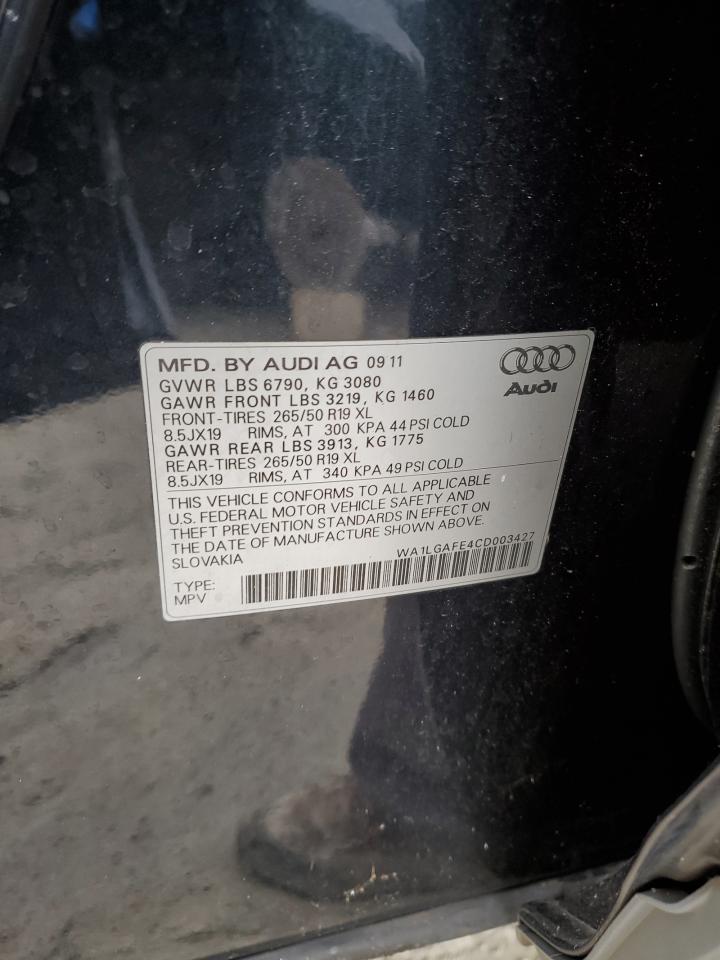 MFD. BY AUDI AG 09 11
Audi
GVWR LBS 6790, KG 3080
GAWR FRONT LBS 3219, KG 1460
FRONT-TIRES 265/50 R19 XL
8.5JX19 RIMS, AT 300 KPA 44 PSI COLD
GAWR REAR LBS 3913, KG 1775
REAR-TIRES 265/50 R19 XL
8.5JX19 RIMS, AT 340 KPA 49 PSI COLD
THIS VEHICLE CONFORMS TO ALL APPLICABLE
U.S. FEDERAL MOTOR VEHICLE SAFETY AND
THEFT PREVENTION STANDARDS IN EFFECT ON
THE DATE OF MANUFACTURE SHOWN ABOVE.
SLOVAKIA
WA1LGAFE4CD003427
TYPE:
MPV